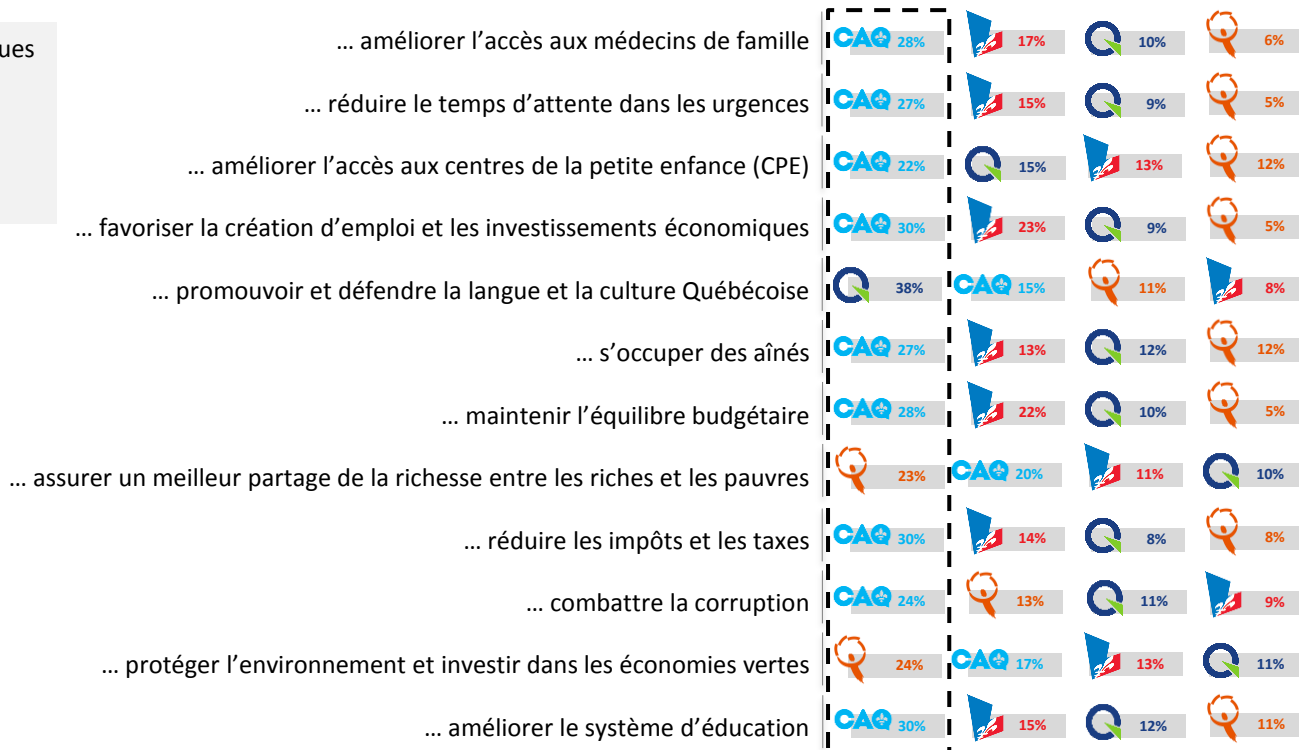 ues
... améliorer l'accès aux médecins de famille CAQ 28% 17% 10% 6%
... réduire le temps d'attente dans les urgences CAQ 27% 15% 9% 5%
... améliorer l'accès aux centres de la petite enfance (CPE) CAQ 22% 15% 13% 12%
... favoriser la création d'emploi et les investissements économiques CAQ 30% 23% 9% 5%
... promouvoir et défendre la langue et la culture Québécoise 38% CAQ 15% 11% 8%
... s'occuper des aînés CAQ 27% 13% 12% 12%
... maintenir l'équilibre budgétaire CAQ 28% 22% 10% 5%
... assurer un meilleur partage de la richesse entre les riches et les pauvres 23% CAQ 20% 11% 10%
... réduire les impôts et les taxes CAQ 30% 14% 8% 8%
... combattre la corruption CAQ 24% 13% 11% 9%
... protéger l'environnement et investir dans les économies vertes 24% CAQ 17% 13% 11%
... améliorer le système d'éducation CAQ 30% 15% 12% 11%